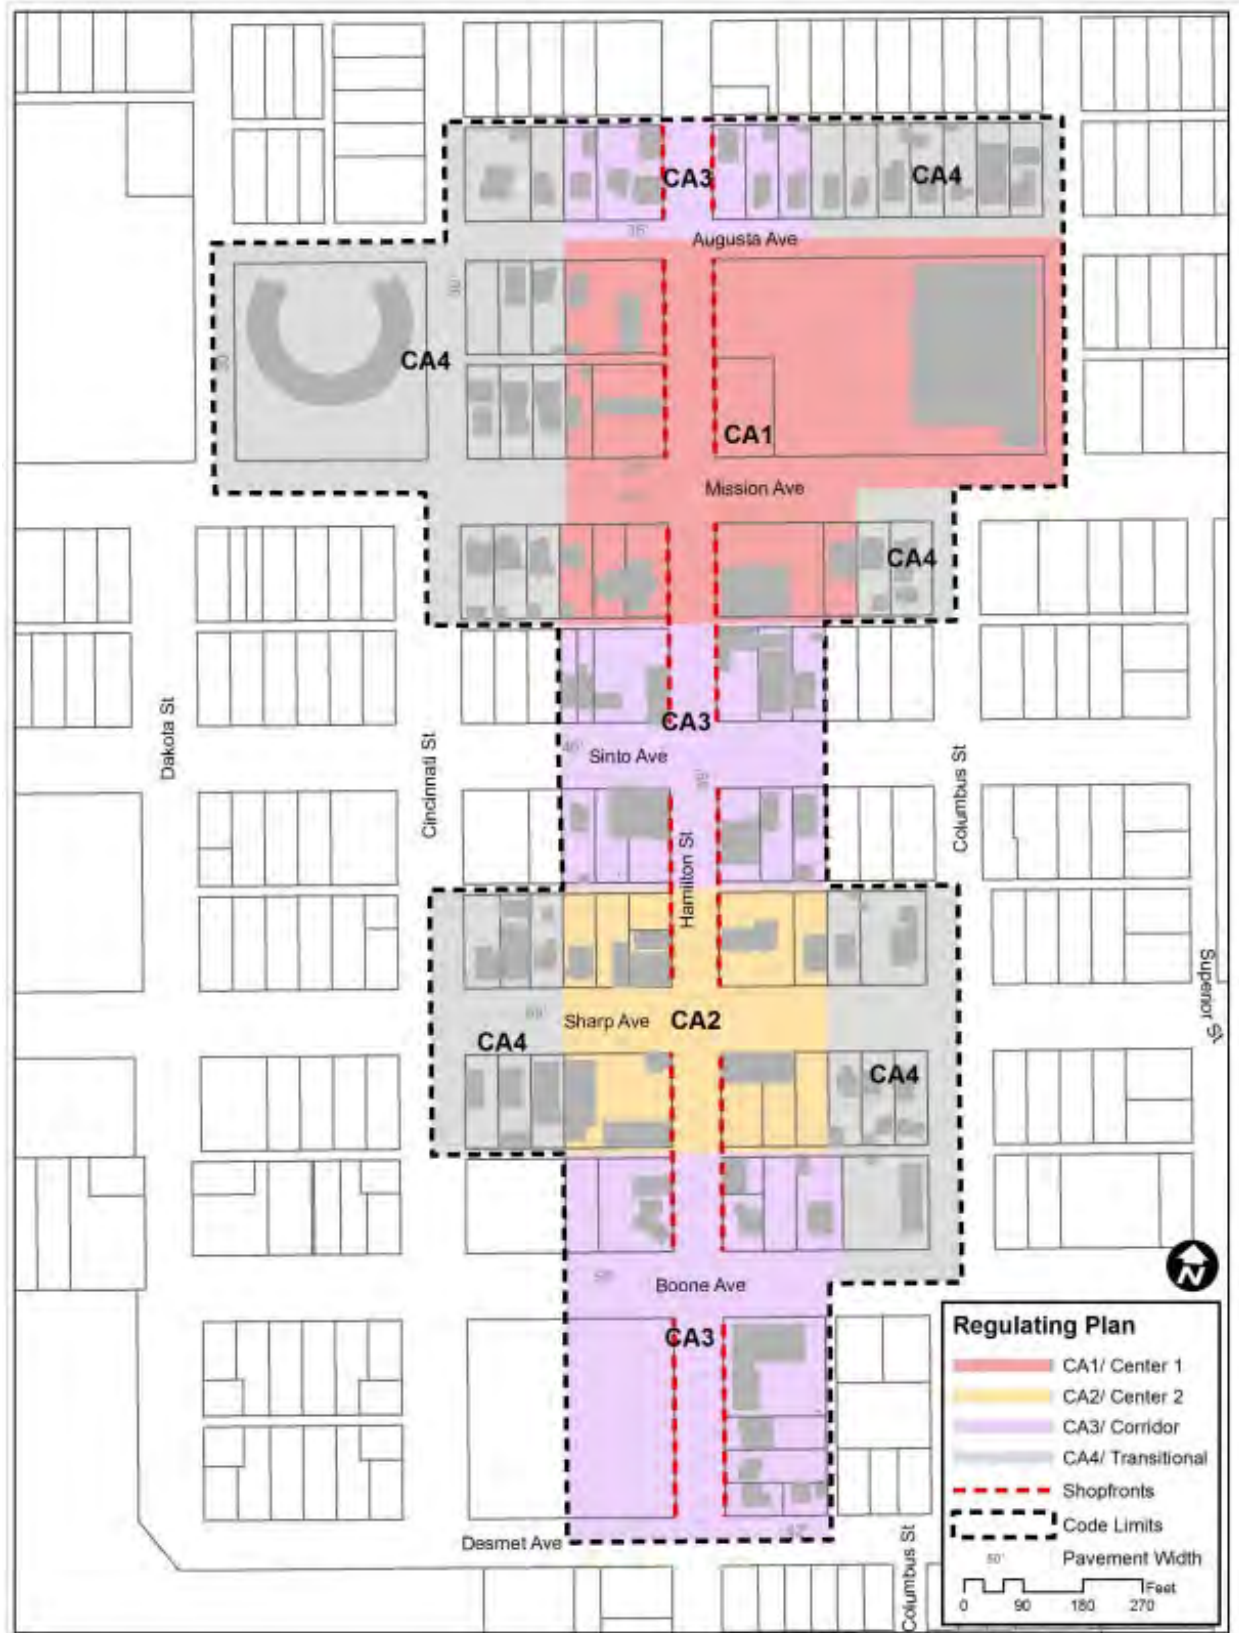 CA3
CA4
36'
Augusta Ave
CA4
CA1
Mission Ave
CA4
CA3
Sinto Ave
Dakota St
Cincinnati St
Hamilton St
Columbus St
Superior St
Sharp Ave
CA2
CA4
CA4
Boone Ave
CA3
Desmet Ave
Columbus St
N
Regulating Plan
CA1/ Center 1
CA2/ Center 2
CA3/ Corridor
CA4/ Transitional
Shopfronts
Code Limits
50'
Pavement Width
Feet
0 90 180 270